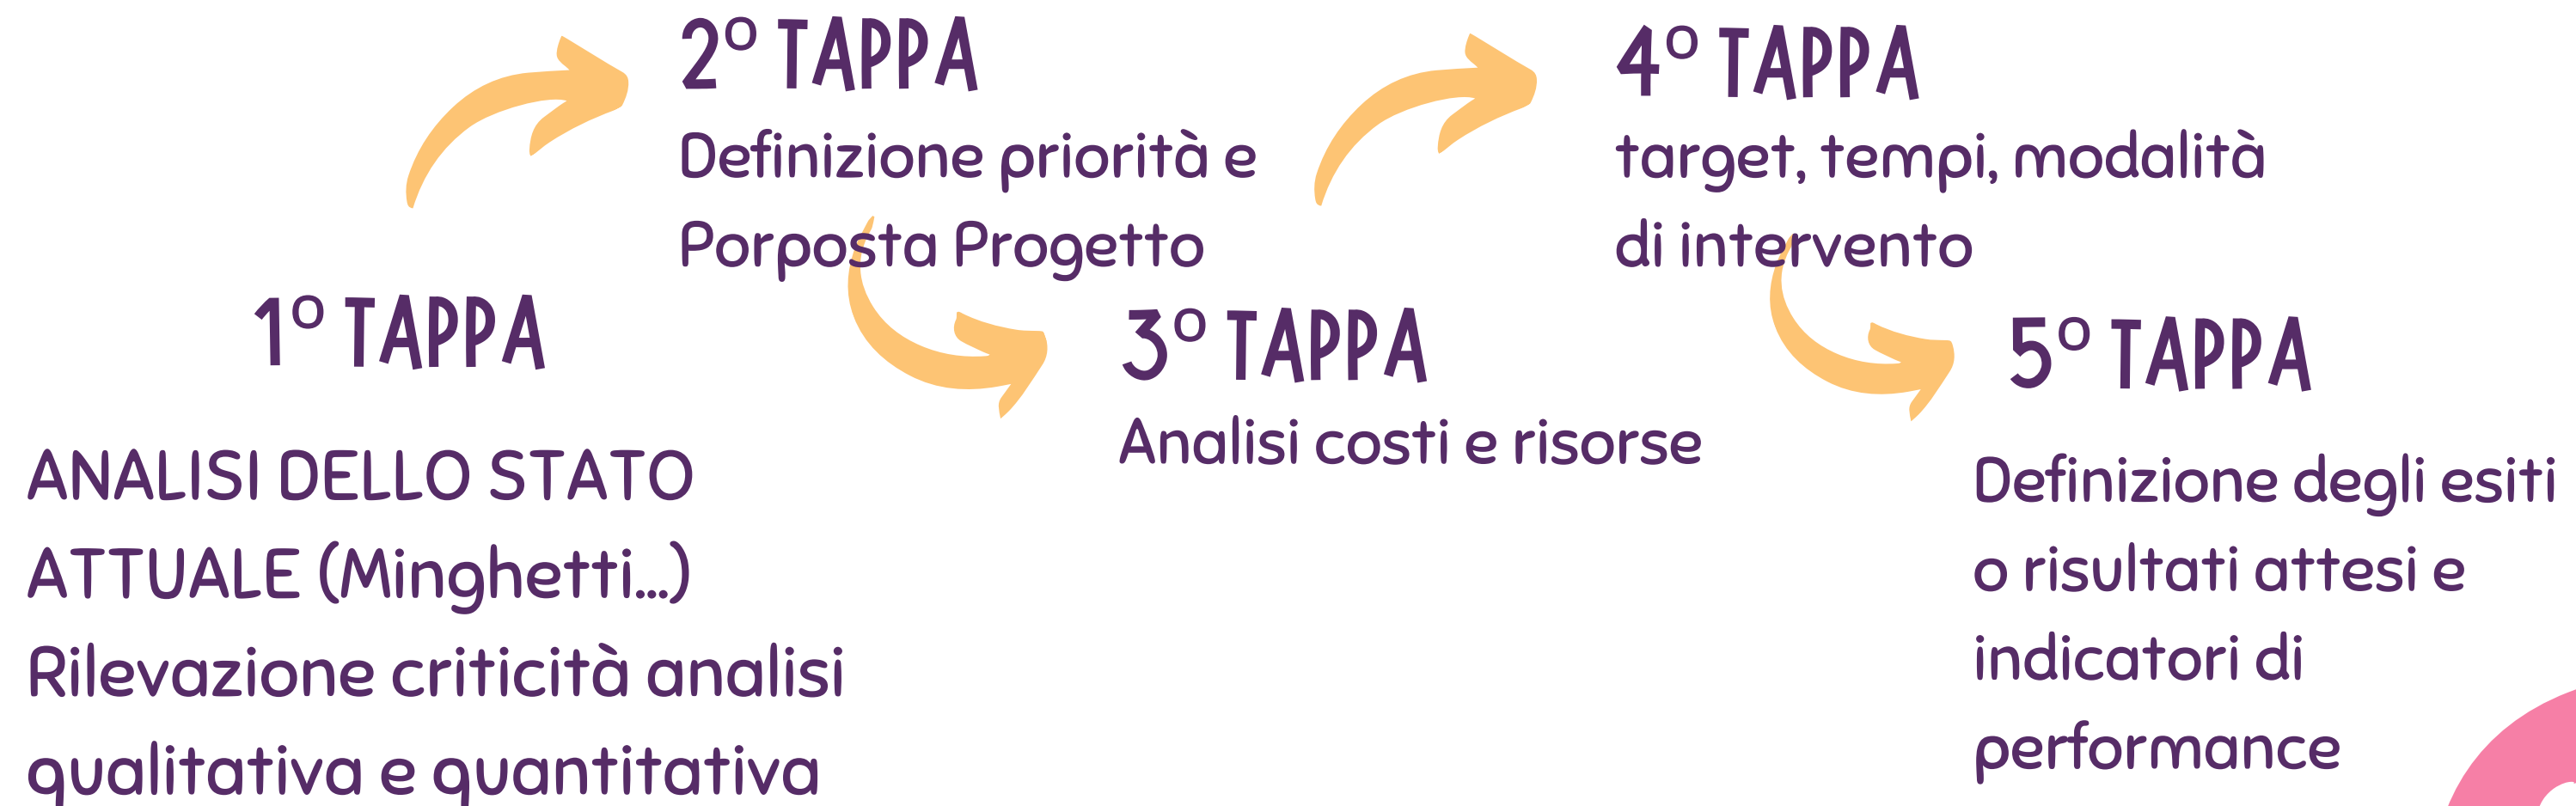 1° TAPPA
ANALISI DELLO STATO
ATTUALE (Minghetti...)
Rilevazione criticità analisi
qualitativa e quantitativa
2° TAPPA
Definizione priorità e
Porposta Progetto
3° TAPPA
Analisi costi e risorse
4° TAPPA
target, tempi, modalità
di intervento
5° TAPPA
Definizione degli esiti
o risultati attesi e
indicatori di
performance